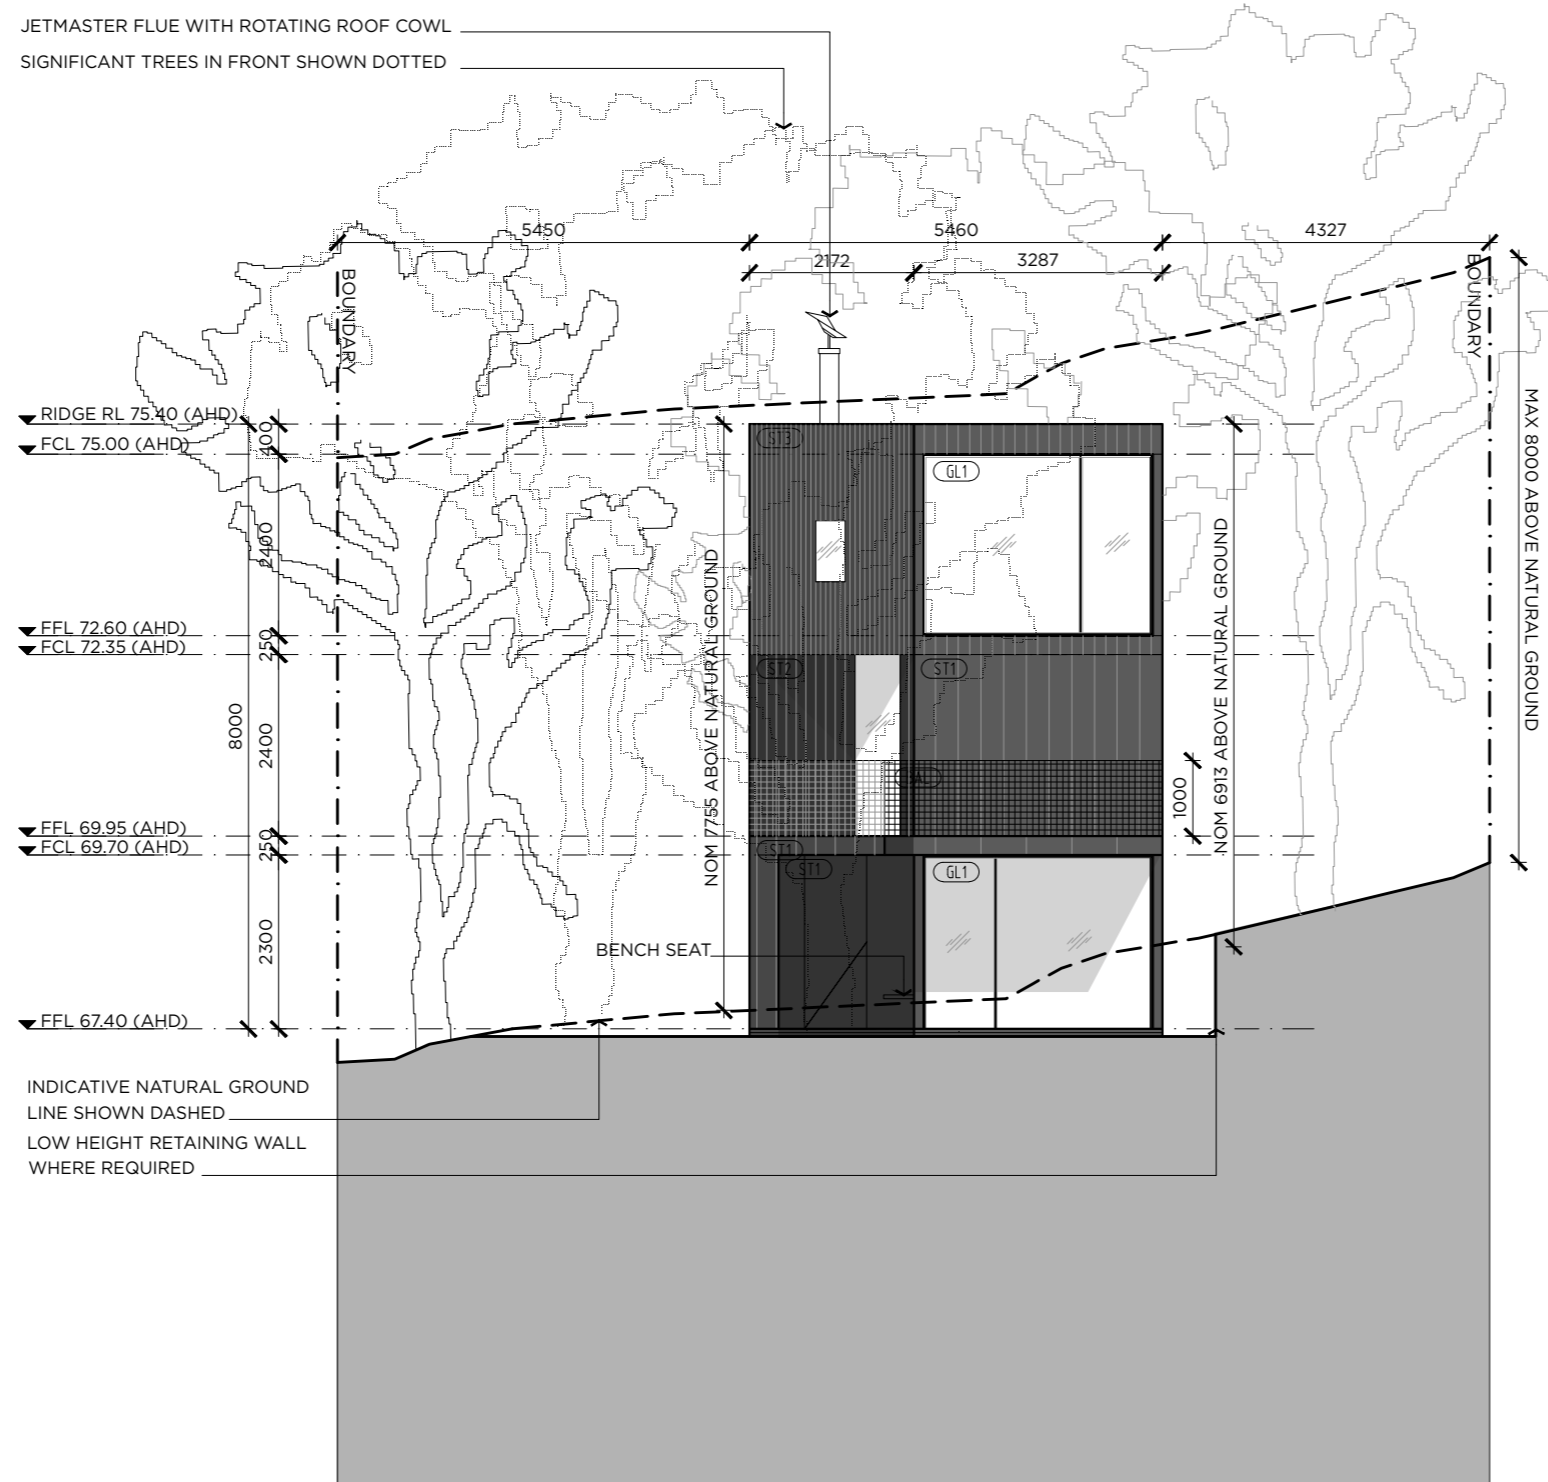 JETMASTER FLUE WITH ROTATING ROOF COWL
SIGNIFICANT TREES IN FRONT SHOWN DOTTED
5450
5460
4327
2172
3287
BOUNDARY
BOUNDARY
RIDGE RL 75.40 (AHD)
FCL 75.00 (AHD)
400
ST3
GL1
MAX 8000 ABOVE NATURAL GROUND
2400
NOM 7755 ABOVE NATURAL GROUND
NOM 6913 ABOVE NATURAL GROUND
FFL 72.60 (AHD)
FCL 72.35 (AHD)
250
ST2
ST1
8000
2400
BAL
1000
FFL 69.95 (AHD)
FCL 69.70 (AHD)
250
ST1
ST1
GL1
2300
BENCH SEAT
FFL 67.40 (AHD)
INDICATIVE NATURAL GROUND
LINE SHOWN DASHED
LOW HEIGHT RETAINING WALL
WHERE REQUIRED